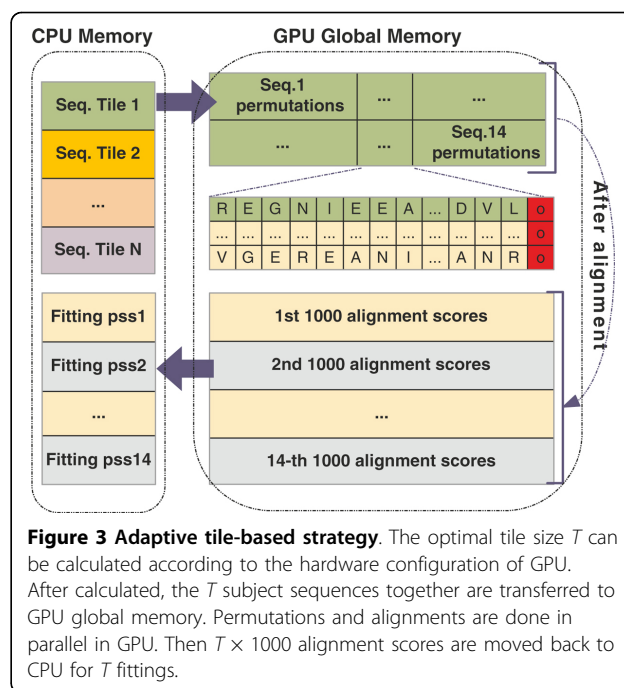 CPU Memory
GPU Global Memory
Seq. Tile 1
Seq. Tile 2
...
Seq. Tile N
Seq.1 permutations ... ...
... ... Seq.14 permutations
R E G N I E E A ... D V L o
... ... ... ... ... ... ... ... ... ... ... ... o
V G E R E A N I ... A N R o
After alignment
Fitting pss1
Fitting pss2
...
Fitting pss14
1st 1000 alignment scores
2nd 1000 alignment scores
...
14-th 1000 alignment scores
Figure 3 Adaptive tile-based strategy. The optimal tile size T can
be calculated according to the hardware configuration of GPU.
After calculated, the T subject sequences together are transferred to
GPU global memory. Permutations and alignments are done in
parallel in GPU. Then T × 1000 alignment scores are moved back to
CPU for T fittings.